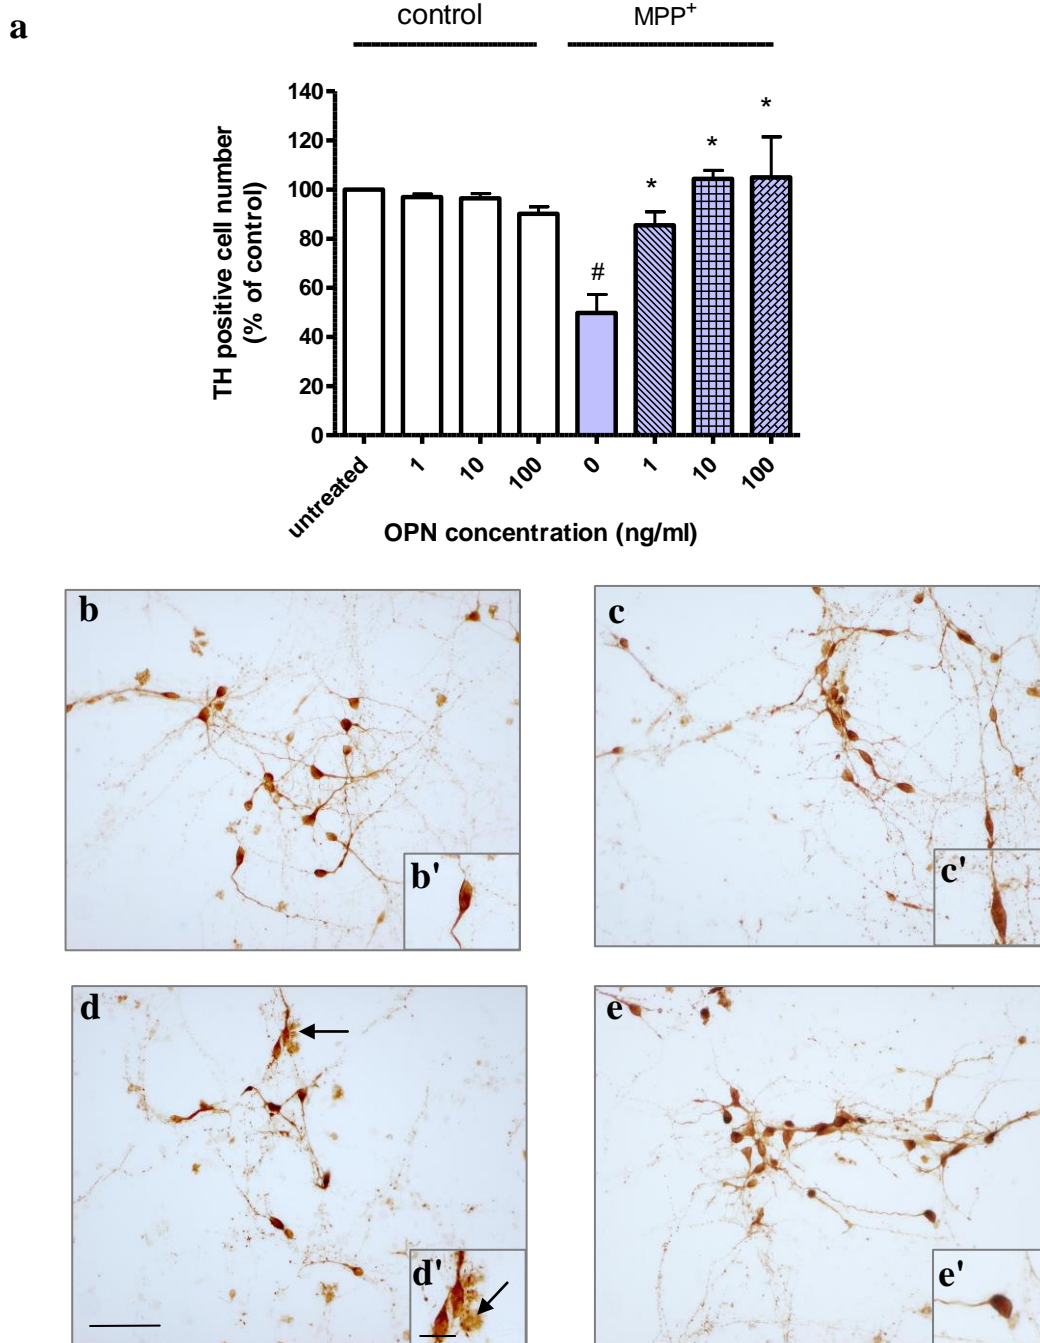 a
control MPP+
140
120
100
80
60
40
20
0
TH positive cell number
(% of control)
* * *
#
untreated 1 10 100 0 1 10 100
OPN concentration (ng/ml)
b c
b' c'
d e
d' e'